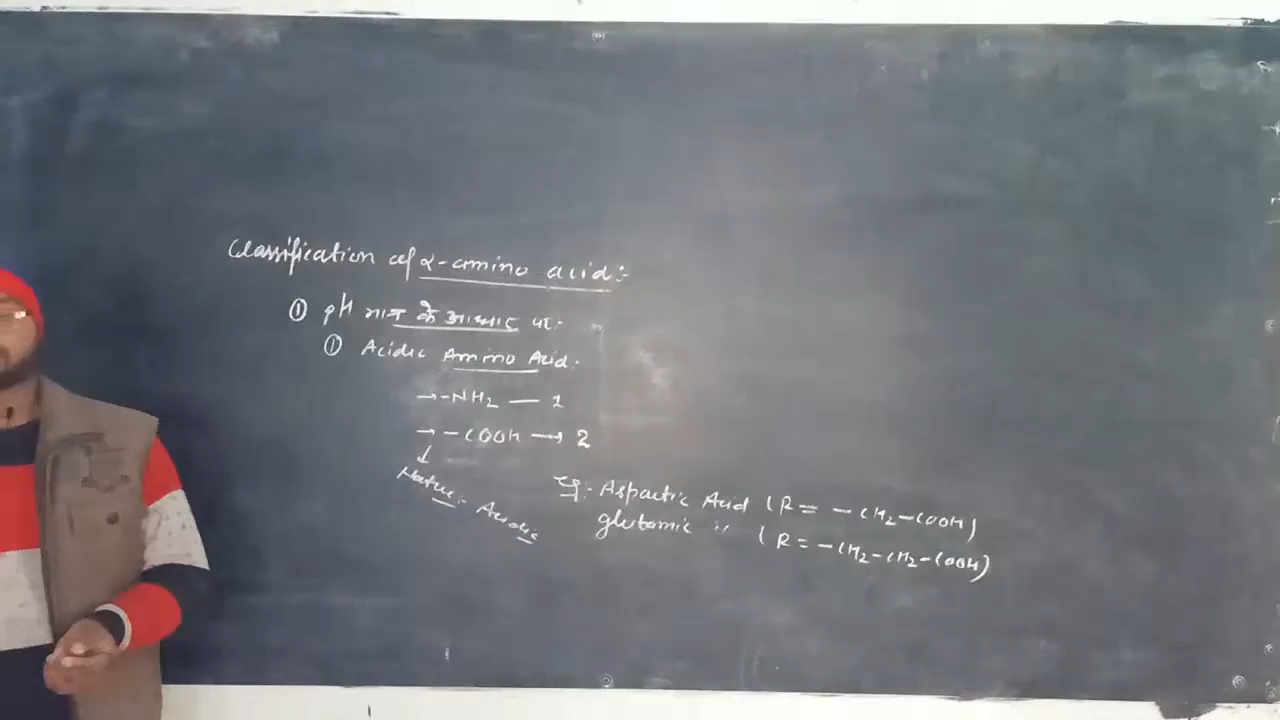 Classification of α-amino acid:-
① pH मान के आधार पर:-
① Acidic Amino Acid:-
→ -NH2 — 1
→ -COOH → 2
↓
Nature:- Acidic
eg:- Aspartic Acid (R = -CH2-COOH)
glutamic " (R = -CH2-CH2-COOH)